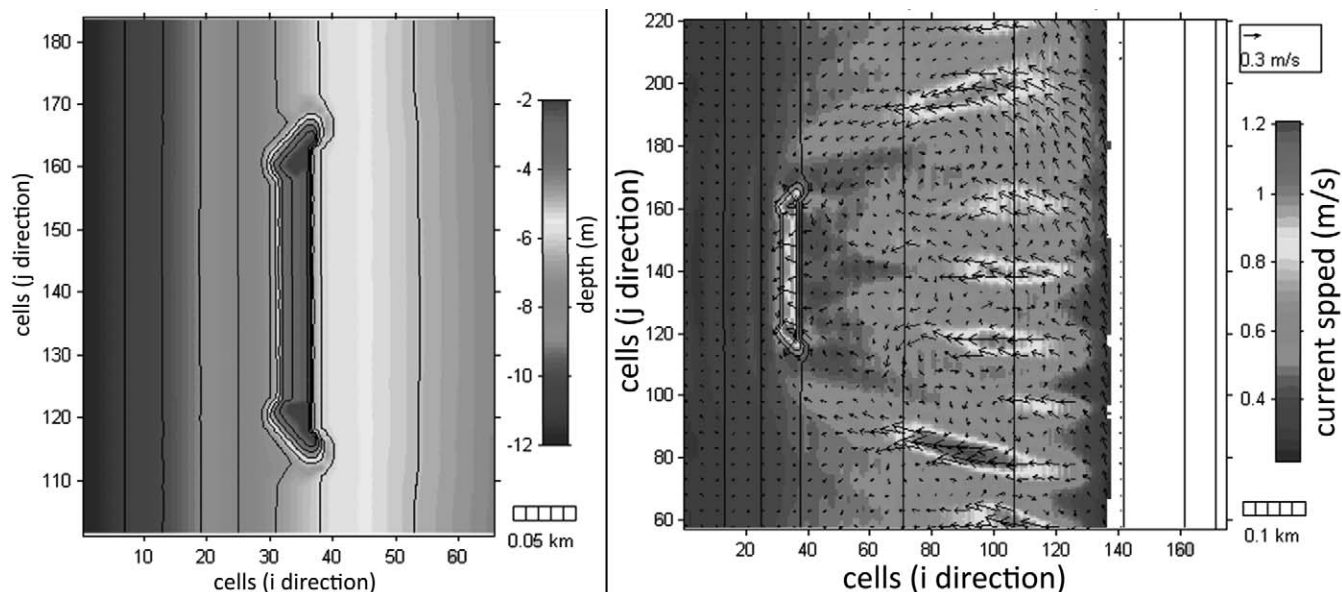 180
170
160
150
140
130
120
110
cells (j direction)
10 20 30 40 50 60
cells (i direction)
-2
-4
-6
-8
-10
-12
depth (m)
0.05 km
220
200
180
160
140
120
100
80
60
cells (j direction)
20 40 60 80 100 120 140 160
cells (i direction)
0.3 m/s
1.2
1
0.8
0.6
0.4
current spped (m/s)
0.1 km